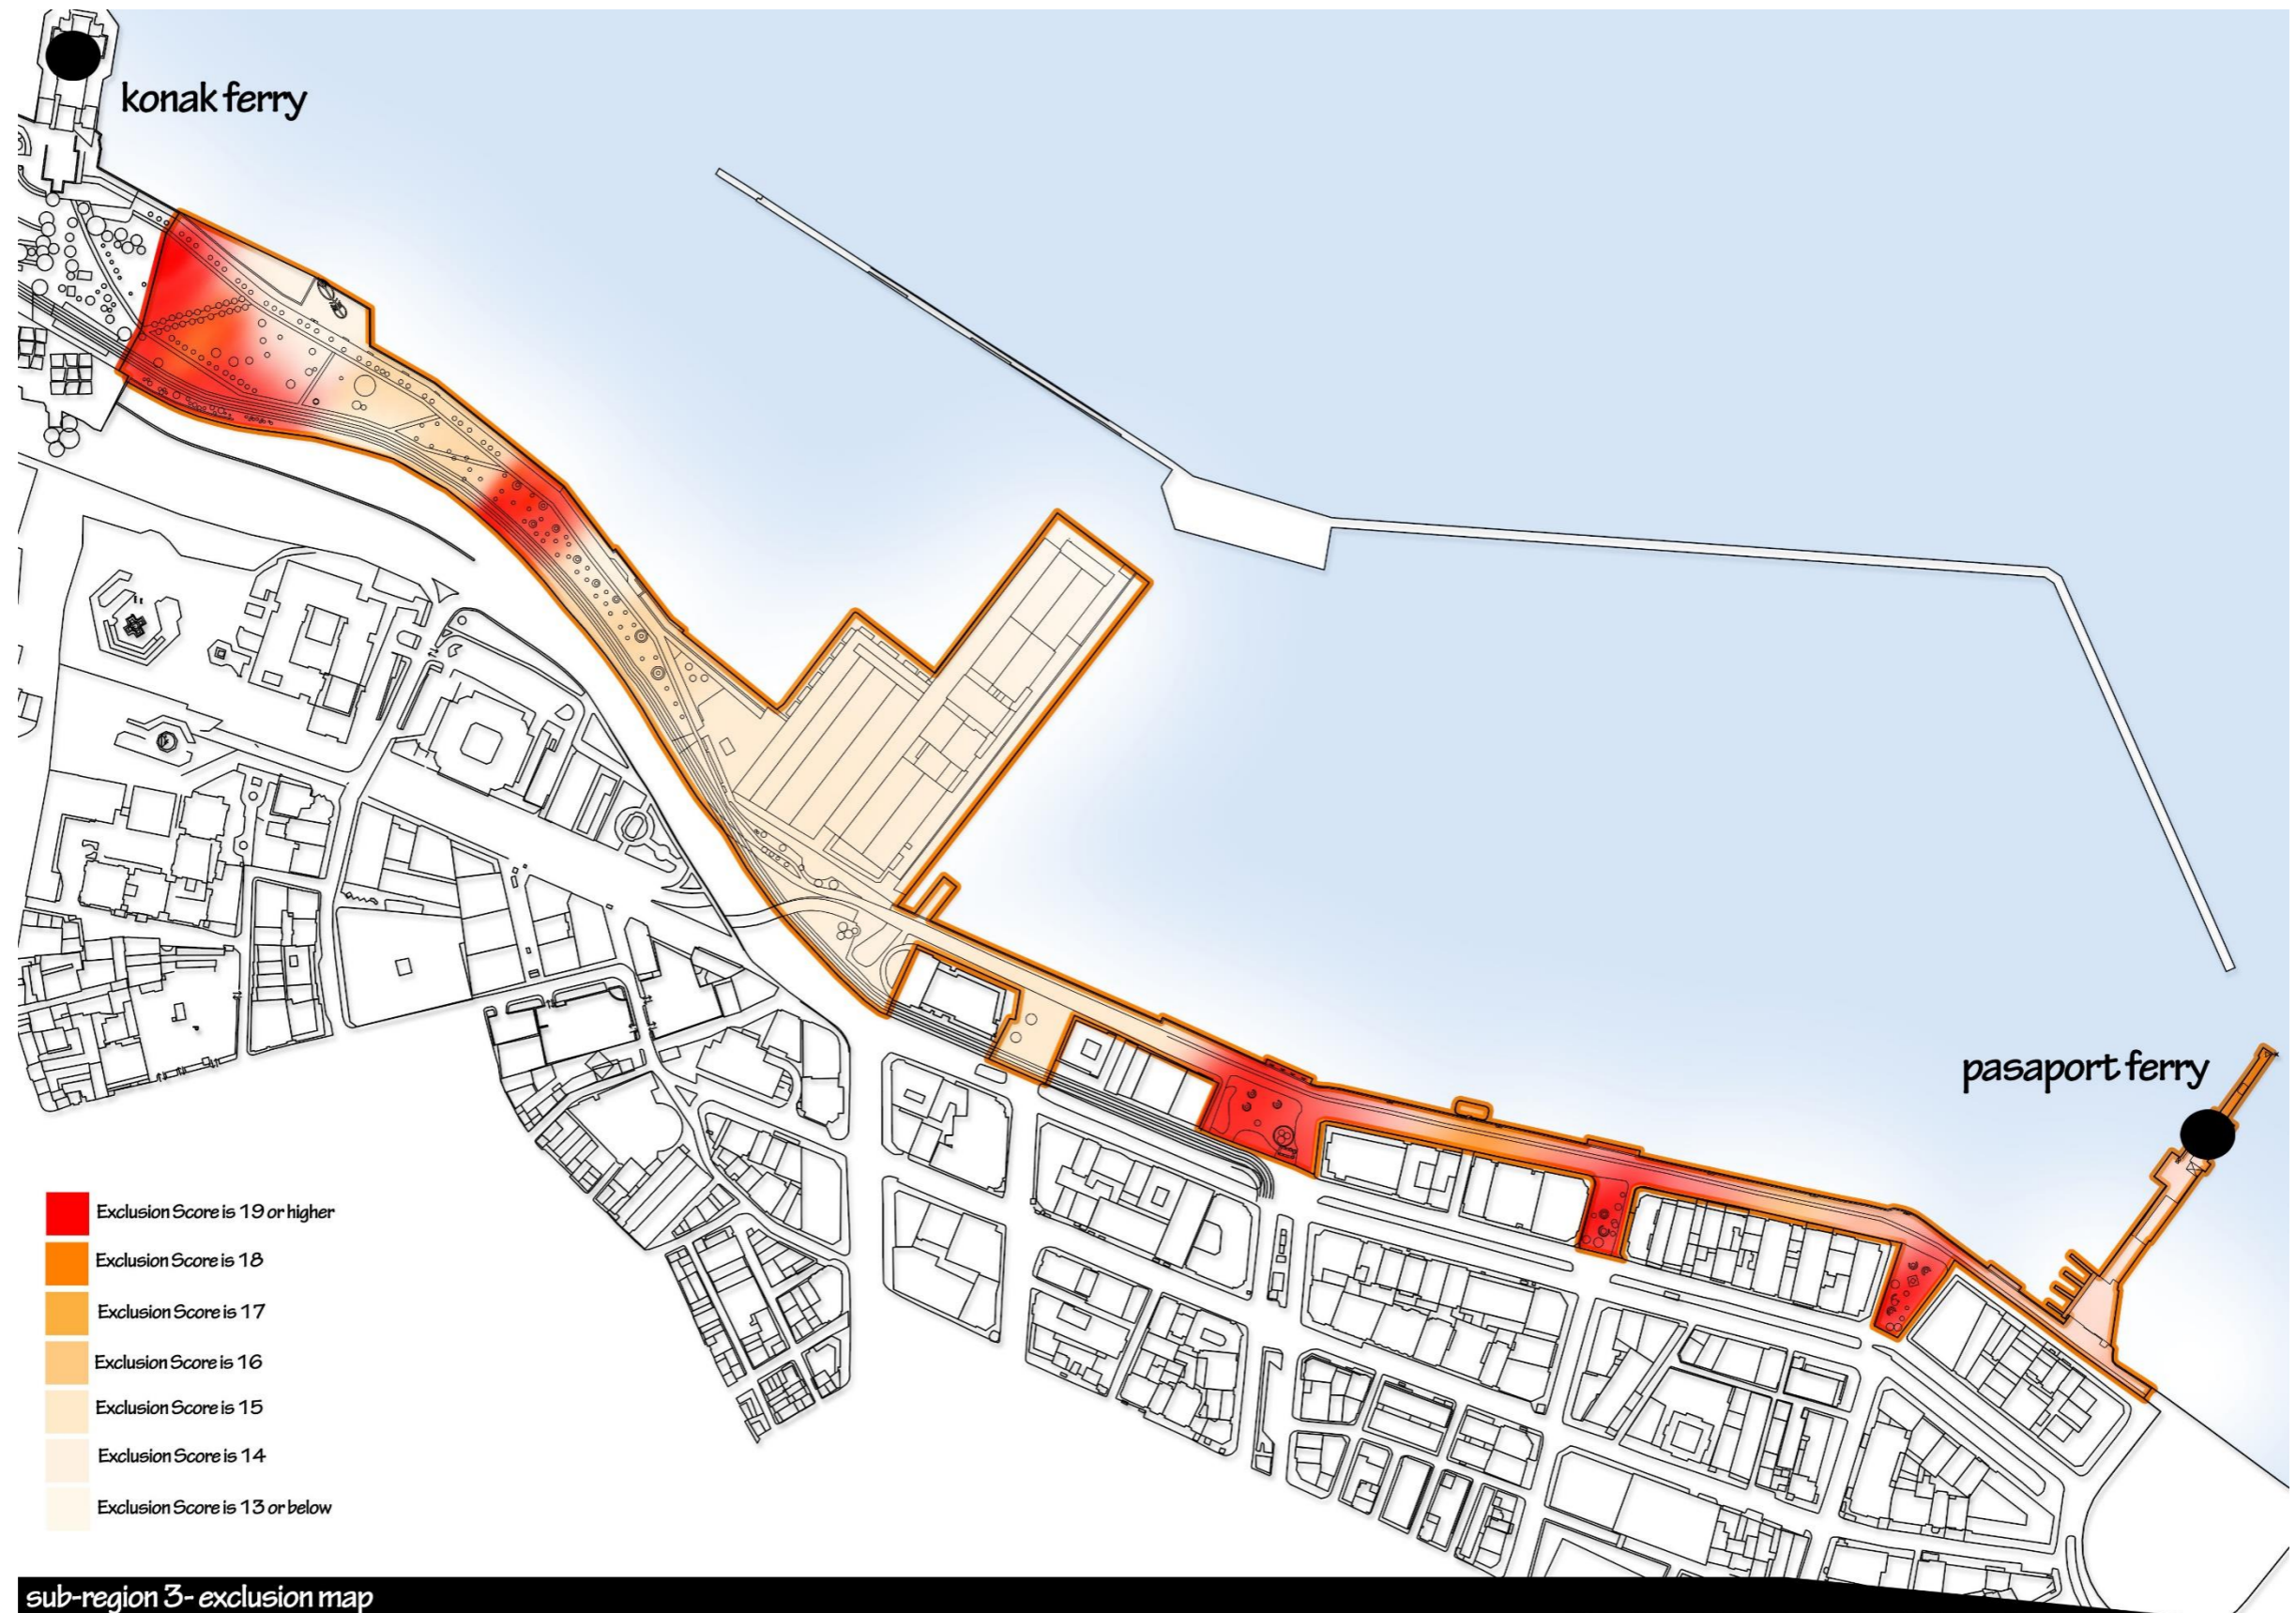 konak ferry
pasaport ferry
Exclusion Score is 19 or higher
Exclusion Score is 18
Exclusion Score is 17
Exclusion Score is 16
Exclusion Score is 15
Exclusion Score is 14
Exclusion Score is 13 or below
sub-region 3- exclusion map